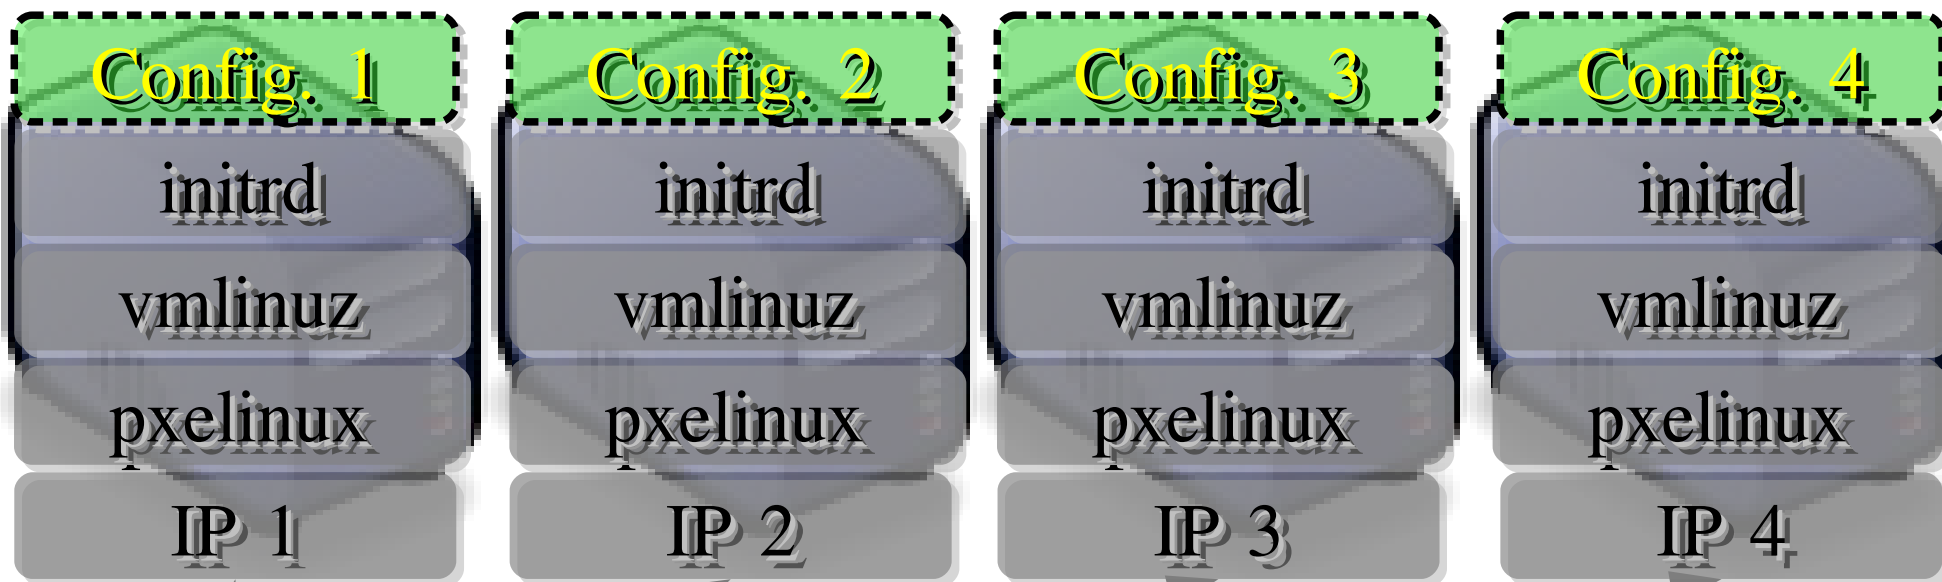 Config. 1 Config. 2 Config. 3 Config. 4
initrd initrd initrd initrd
vmlinuz vmlinuz vmlinuz vmlinuz
pxelinux pxelinux pxelinux pxelinux
IP 1 IP 2 IP 3 IP 4